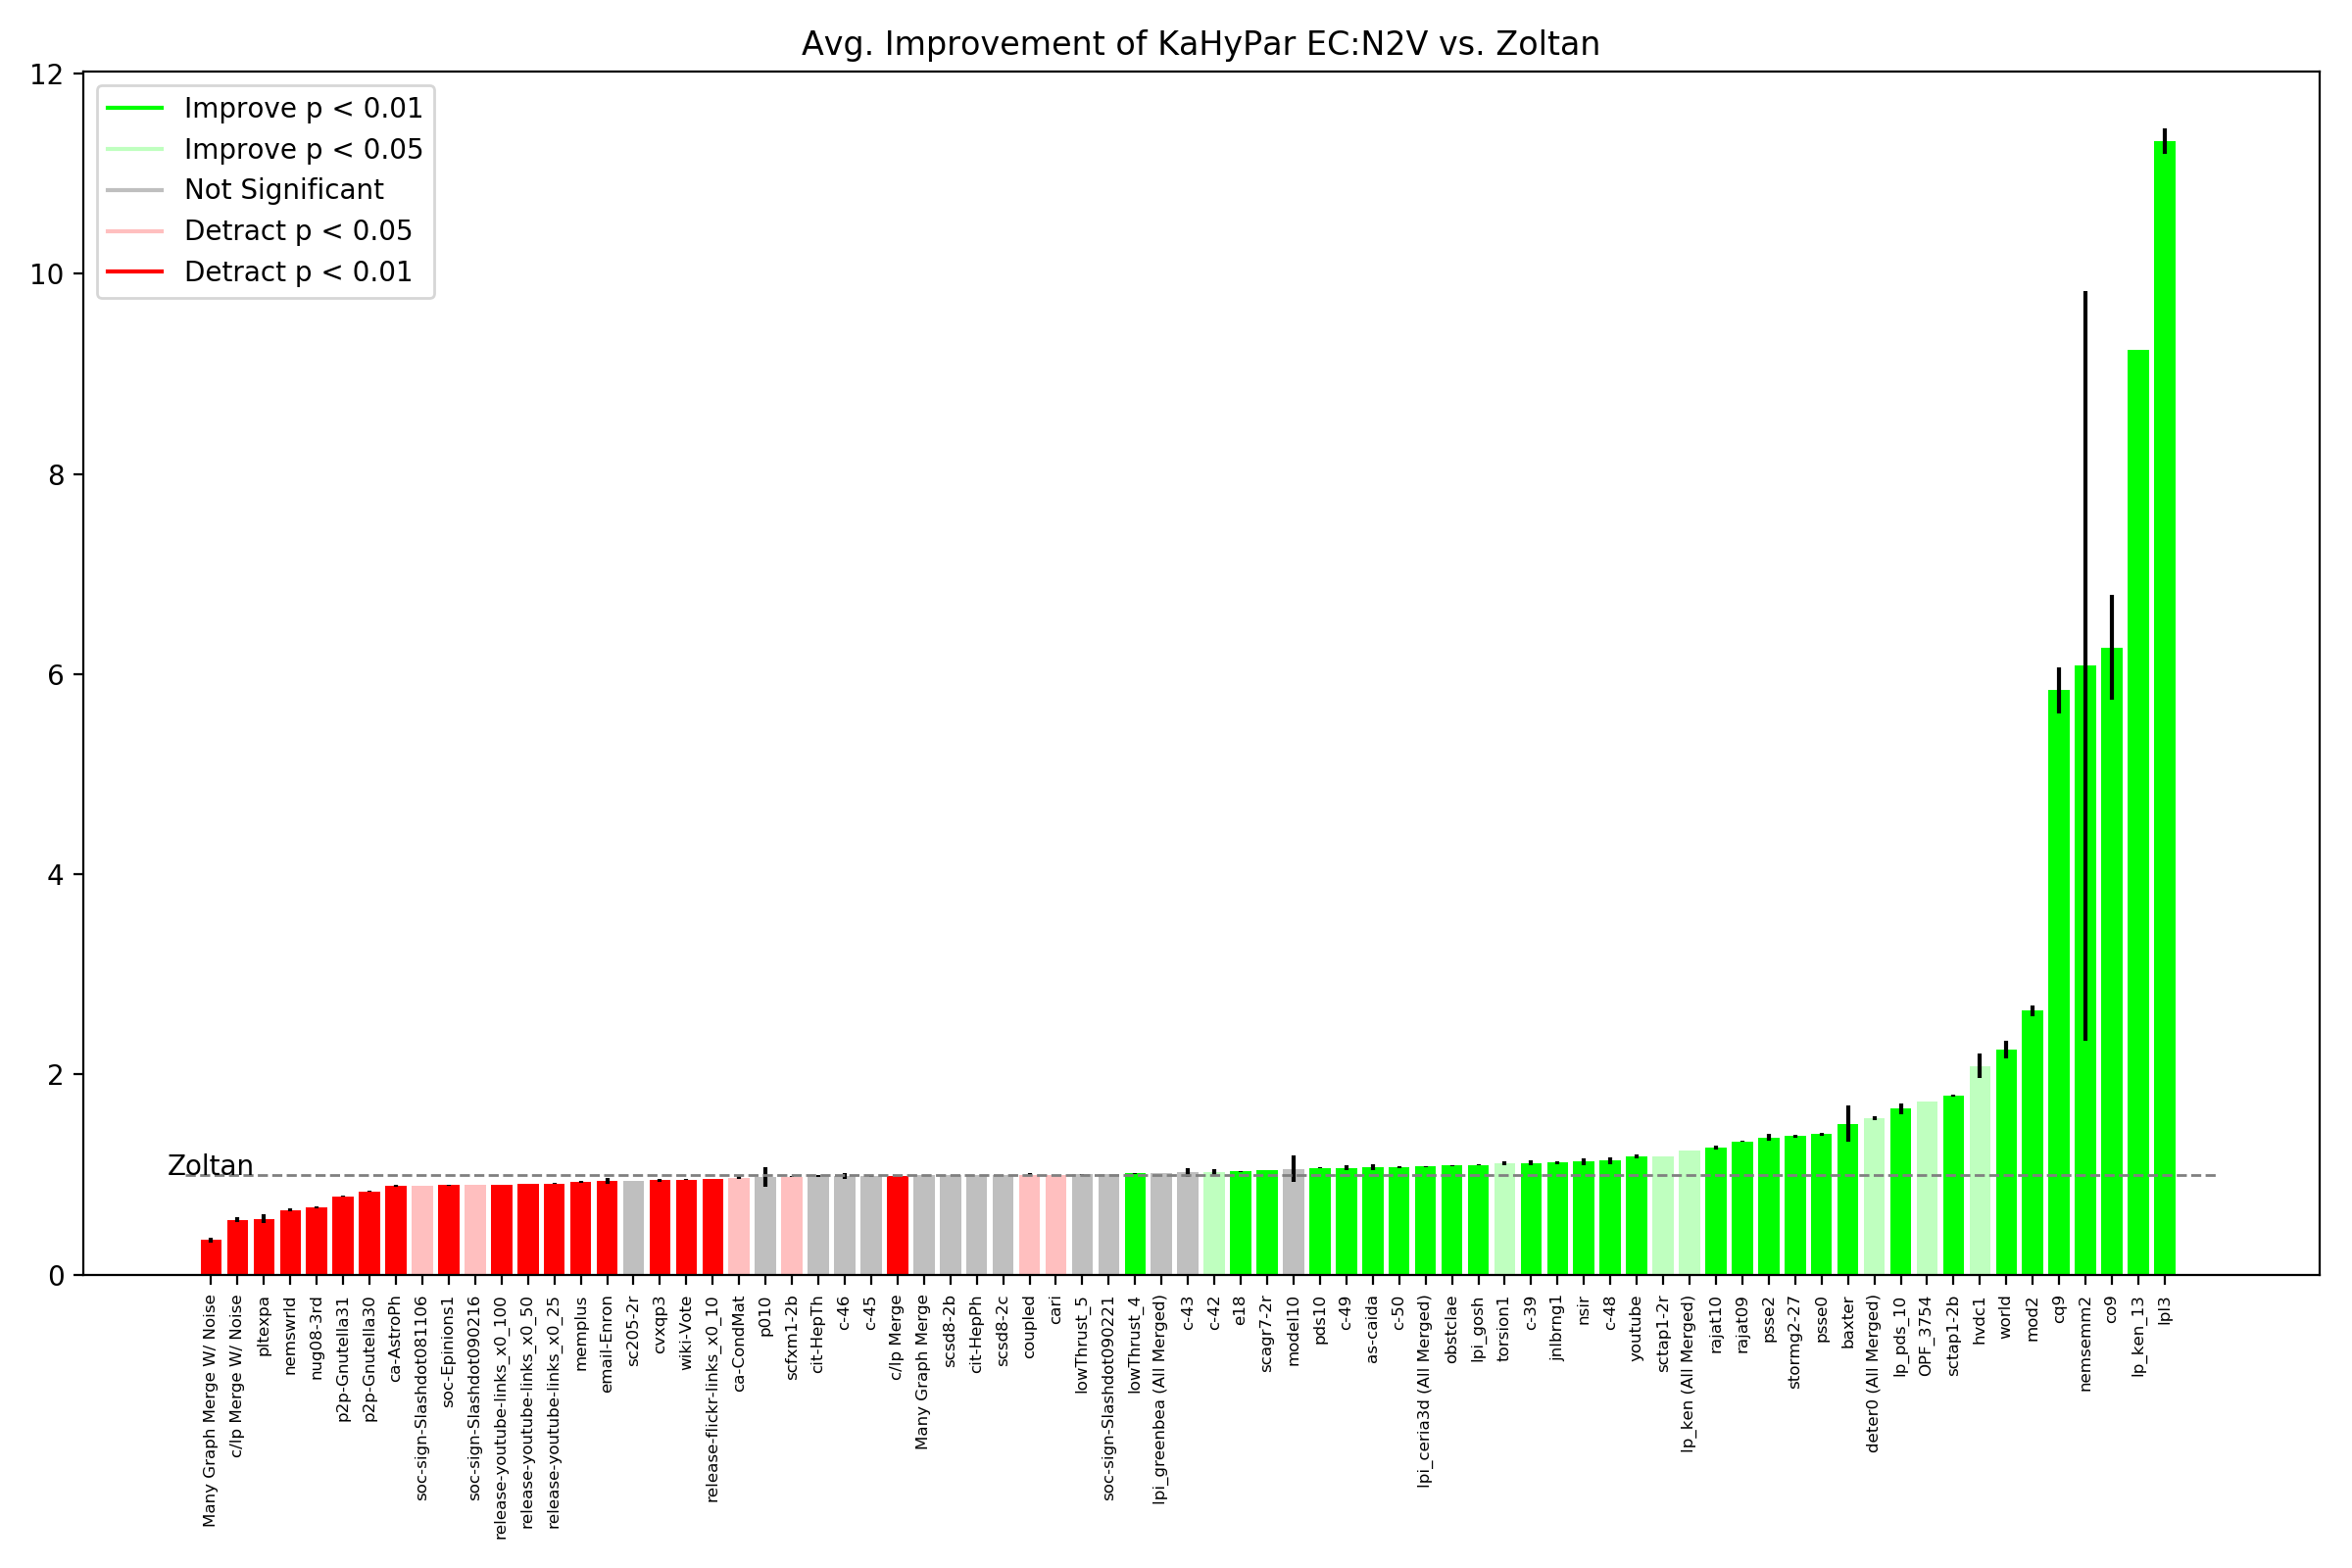 Avg. Improvement of KaHyPar EC:N2V vs. Zoltan
12
10
8
6
4
2
0
Improve p < 0.01
Improve p < 0.05
Not Significant
Detract p < 0.05
Detract p < 0.01
Zoltan
Many Graph Merge W/ Noise
c/lp Merge W/ Noise
pltexpa
nemswrld
nug08-3rd
p2p-Gnutella31
p2p-Gnutella30
ca-AstroPh
soc-sign-Slashdot081106
soc-Epinions1
soc-sign-Slashdot090216
release-youtube-links_x0_100
release-youtube-links_x0_50
release-youtube-links_x0_25
memplus
email-Enron
sc205-2r
cvxqp3
wiki-Vote
release-flickr-links_x0_10
ca-CondMat
p010
scfxm1-2b
cit-HepTh
c-46
c-45
c/lp Merge
Many Graph Merge
scsd8-2b
cit-HepPh
scsd8-2c
coupled
cari
lowThrust_5
soc-sign-Slashdot090221
lowThrust_4
lpi_greenbea (All Merged)
c-43
c-42
e18
scagr7-2r
model10
pds10
c-49
as-caida
c-50
lpi_ceria3d (All Merged)
obstclae
lpi_gosh
torsion1
c-39
jnlbrng1
nsir
c-48
youtube
sctap1-2r
lp_ken (All Merged)
rajat10
rajat09
psse2
stormg2-27
psse0
baxter
deter0 (All Merged)
lp_pds_10
OPF_3754
sctap1-2b
hvdc1
world
mod2
cq9
nemsemm2
co9
lp_ken_13
lpl3